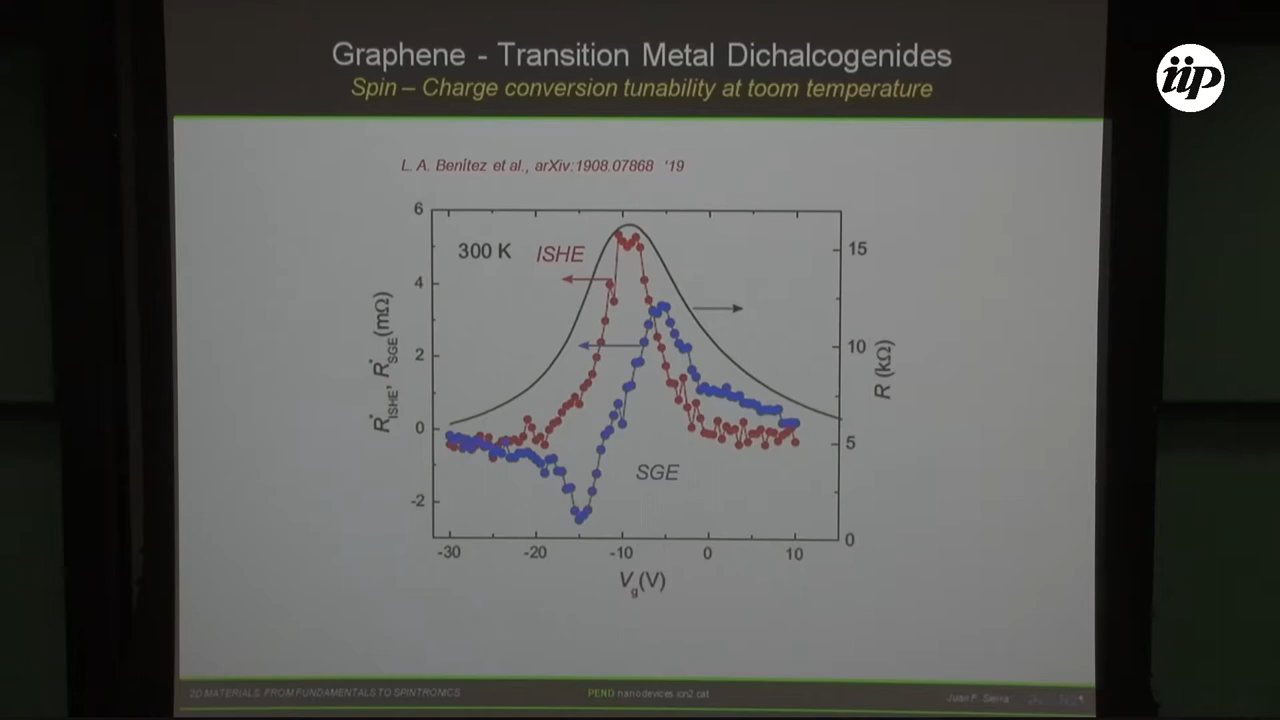 iip
Graphene - Transition Metal Dichalcogenides
Spin – Charge conversion tunability at toom temperature
L. A. Benítez et al., arXiv:1908.07868 '19
6
4
2
0
-2
300 K
ISHE
SGE
15
10
5
0
R*ISHE, R*SGE(mΩ)
R (kΩ)
-30
-20
-10
0
10
Vg(V)
2D MATERIALS: FROM FUNDAMENTALS TO SPINTRONICS
PEND nanodevices.icn2.cat
Juan F. Sierra